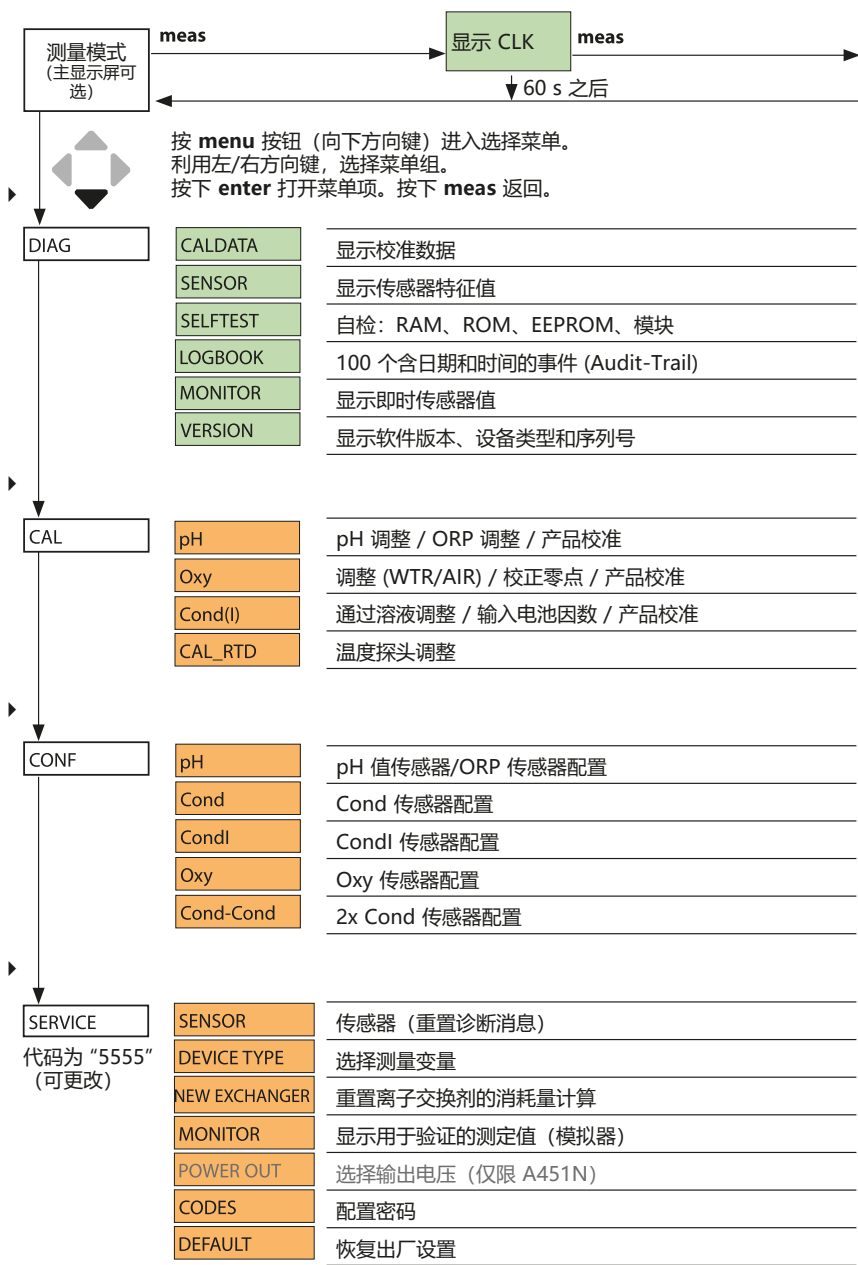 测量模式
(主显示屏可
选)
meas
显示 CLK
meas
60 s 之后
按 menu 按钮（向下方向键）进入选择菜单。
利用左/右方向键，选择菜单组。
按下 enter 打开菜单项。按下 meas 返回。
DIAG
CALDATA 显示校准数据
SENSOR 显示传感器特征值
SELFTEST 自检：RAM、ROM、EEPROM、模块
LOGBOOK 100 个含日期和时间的事件 (Audit-Trail)
MONITOR 显示即时传感器值
VERSION 显示软件版本、设备类型和序列号
CAL
pH pH 调整 / ORP 调整 / 产品校准
Oxy 调整 (WTR/AIR) / 校正零点 / 产品校准
Cond(I) 通过溶液调整 / 输入电池因数 / 产品校准
CAL_RTD 温度探头调整
CONF
pH pH 值传感器/ORP 传感器配置
Cond Cond 传感器配置
CondI CondI 传感器配置
Oxy Oxy 传感器配置
Cond-Cond 2x Cond 传感器配置
SERVICE
代码为 “5555”
（可更改）
SENSOR 传感器（重置诊断消息）
DEVICE TYPE 选择测量变量
NEW EXCHANGER 重置离子交换剂的消耗量计算
MONITOR 显示用于验证的测定值（模拟器）
POWER OUT 选择输出电压（仅限 A451N）
CODES 配置密码
DEFAULT 恢复出厂设置